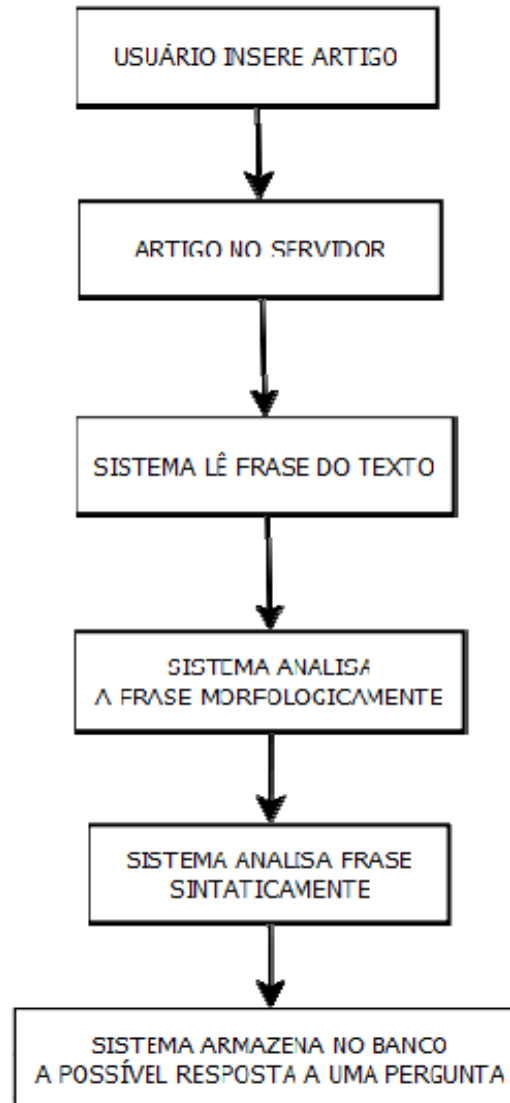 USUÁRIO INSERE ARTIGO
ARTIGO NO SERVIDOR
SISTEMA LÊ FRASE DO TEXTO
SISTEMA ANALISA
A FRASE MORFOLOGICAMENTE
SISTEMA ANALISA FRASE
SINTATICAMENTE
SISTEMA ARMAZENA NO BANCO
A POSSÍVEL RESPOSTA A UMA PERGUNTA